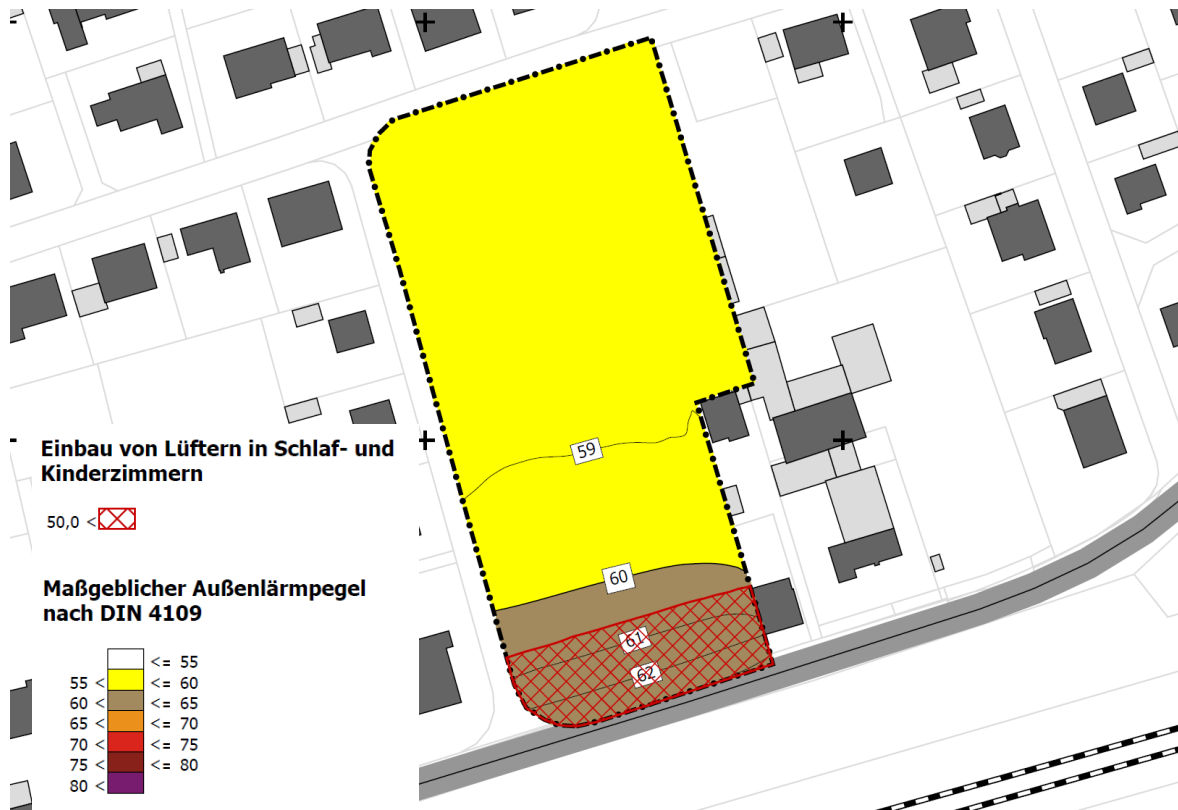 59
Einbau von Lüftern in Schlaf- und
Kinderzimmern
50,0 <
60
Maßgeblicher Außenlärmpegel
nach DIN 4109
61
62
<= 55
55 < <= 60
60 < <= 65
65 < <= 70
70 < <= 75
75 < <= 80
80 <